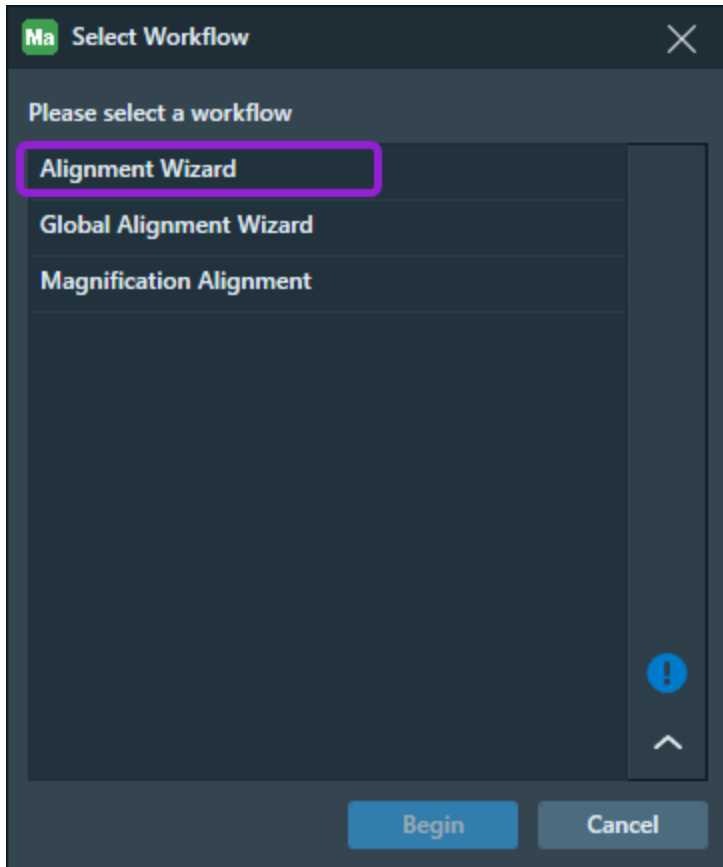 Ma Select Workflow
Please select a workflow
Alignment Wizard
Global Alignment Wizard
Magnification Alignment
Begin Cancel